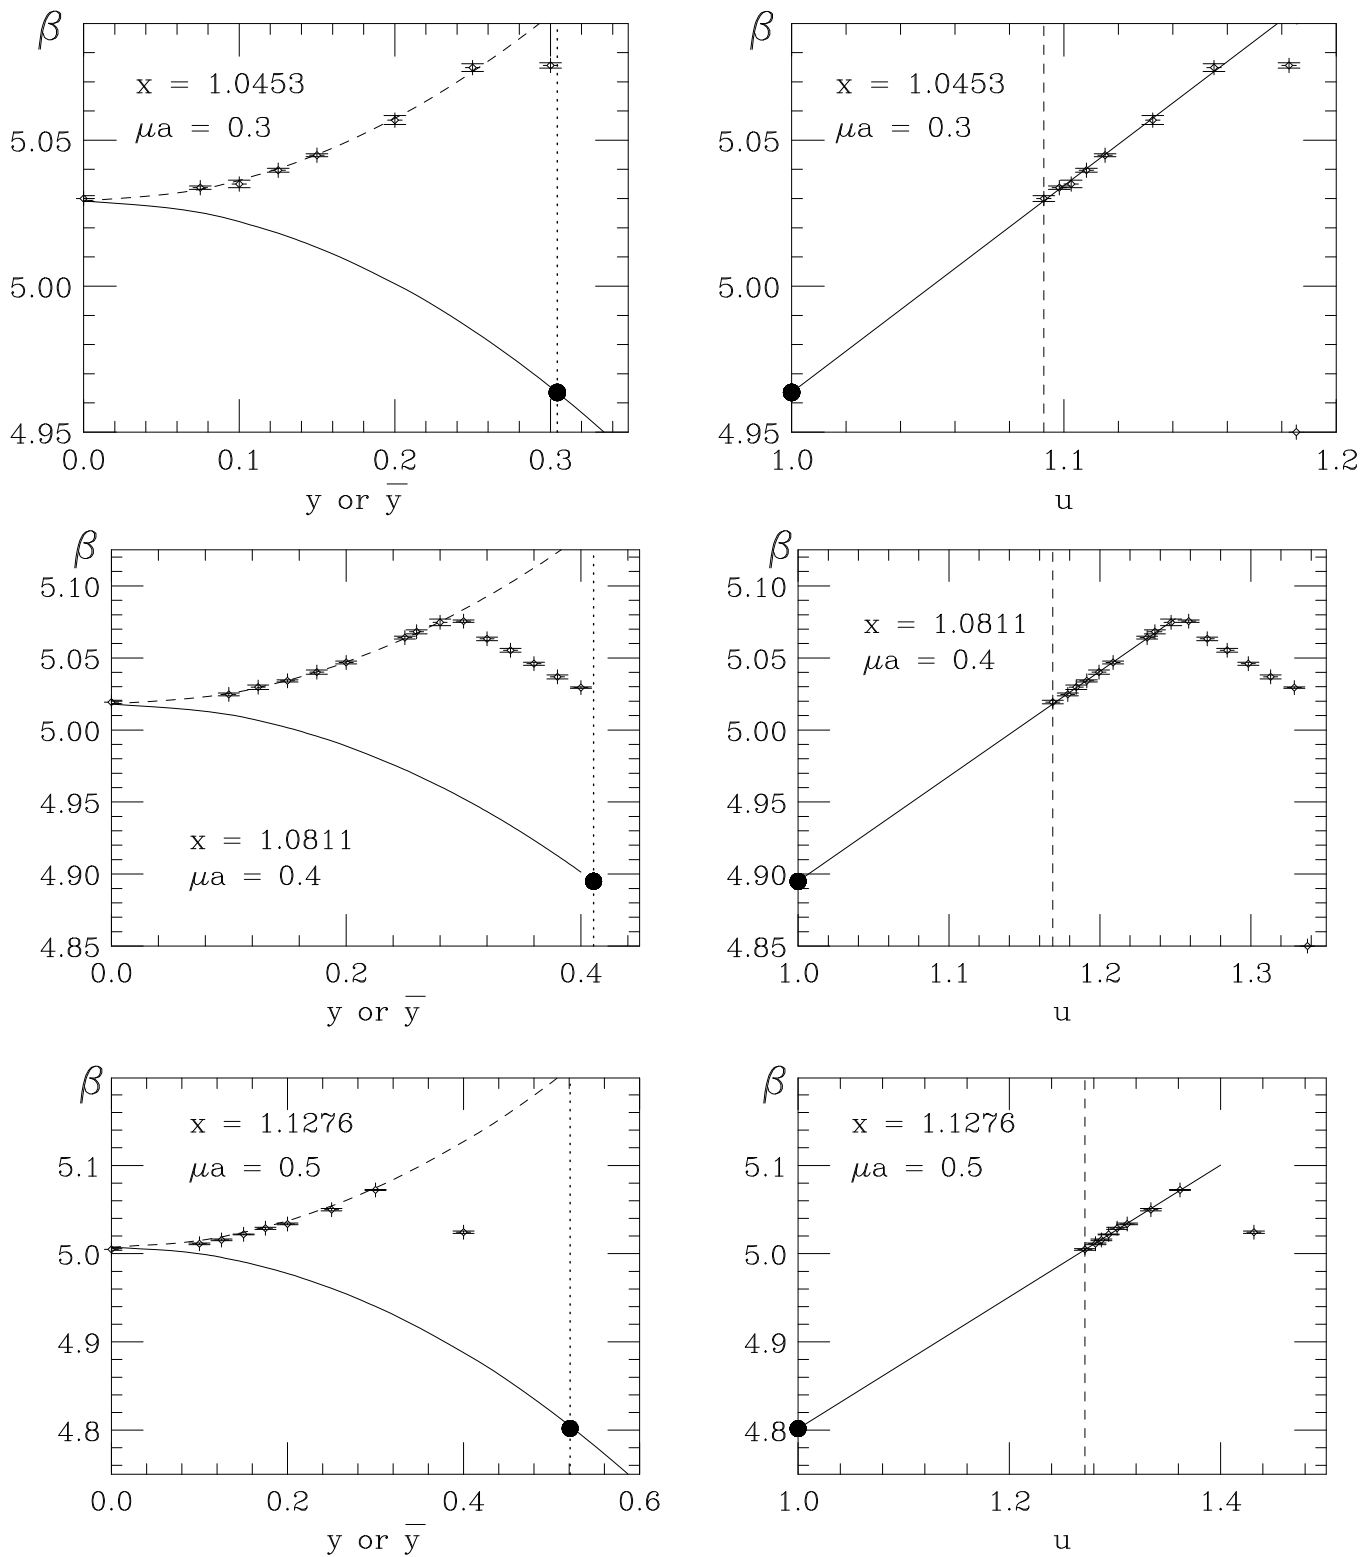 β
x = 1.0453
μa = 0.3
5.05
5.00
4.95
0.0 0.1 0.2 0.3
y or y̅
β
x = 1.0453
μa = 0.3
5.05
5.00
4.95
1.0 1.1 1.2
u
β
5.10
5.05
5.00
4.95
x = 1.0811
μa = 0.4
4.90
4.85
0.0 0.2 0.4
y or y̅
β
5.10
x = 1.0811
μa = 0.4
5.05
5.00
4.95
4.90
4.85
1.0 1.1 1.2 1.3
u
β
x = 1.1276
μa = 0.5
5.1
5.0
4.9
4.8
0.0 0.2 0.4 0.6
y or y̅
β
x = 1.1276
μa = 0.5
5.1
5.0
4.9
4.8
1.0 1.2 1.4
u